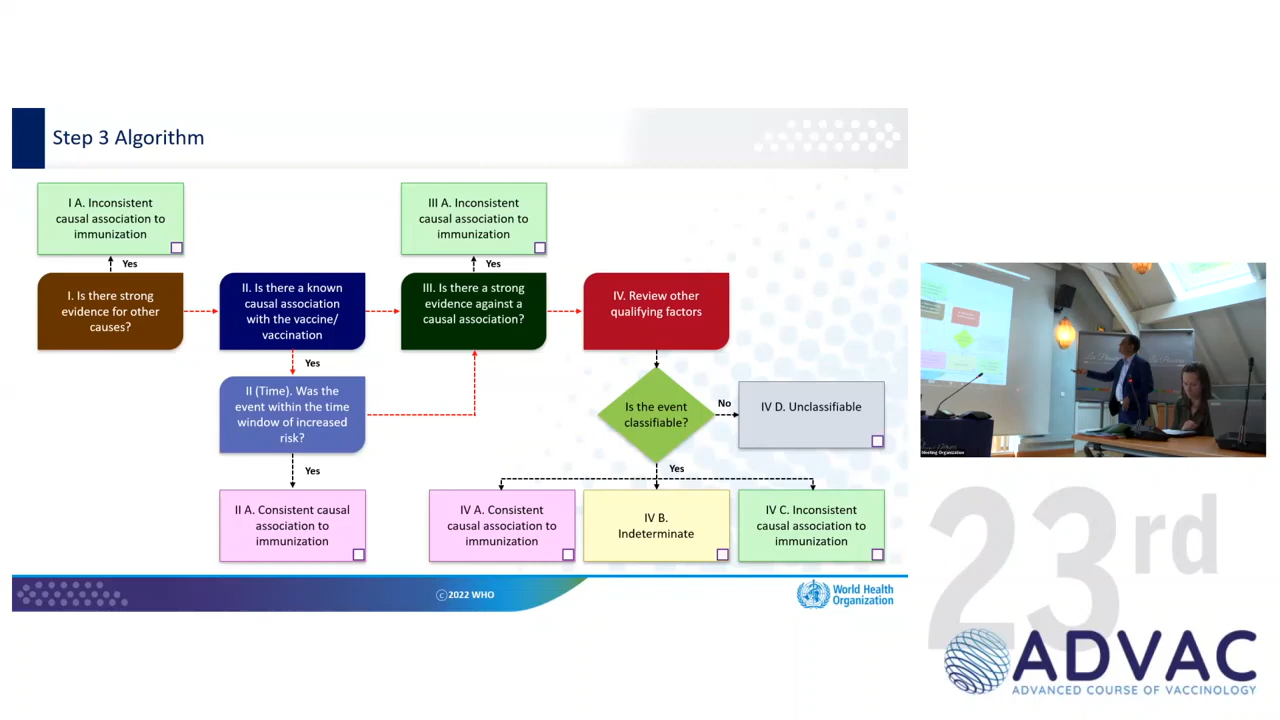 Step 3 Algorithm
I A. Inconsistent
causal association to
immunization
III A. Inconsistent
causal association to
immunization
Yes
Yes
I. Is there strong
evidence for other
causes?
II. Is there a known
causal association
with the vaccine/
vaccination
III. Is there a strong
evidence against a
causal association?
IV. Review other
qualifying factors
Yes
II (Time). Was the
event within the time
window of increased
risk?
Is the event
classifiable?
No
IV D. Unclassifiable
Yes
Yes
II A. Consistent causal
association to
immunization
IV A. Consistent
causal association to
immunization
IV B.
Indeterminate
IV C. Inconsistent
causal association to
immunization
©2022 WHO
World Health
Organization
Meeting Organization
23rd
ADVAC
ADVANCED COURSE OF VACCINOLOGY